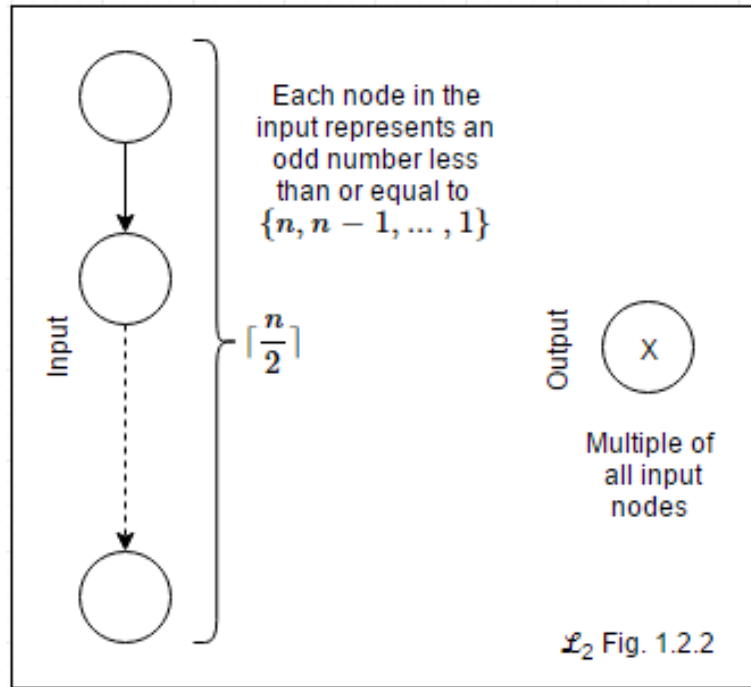 Each node in the
input represents an
odd number less
than or equal to
{n, n − 1, ... , 1}
Input
⌈n/2⌉
Output
X
Multiple of
all input
nodes
ℒ₂ Fig. 1.2.2